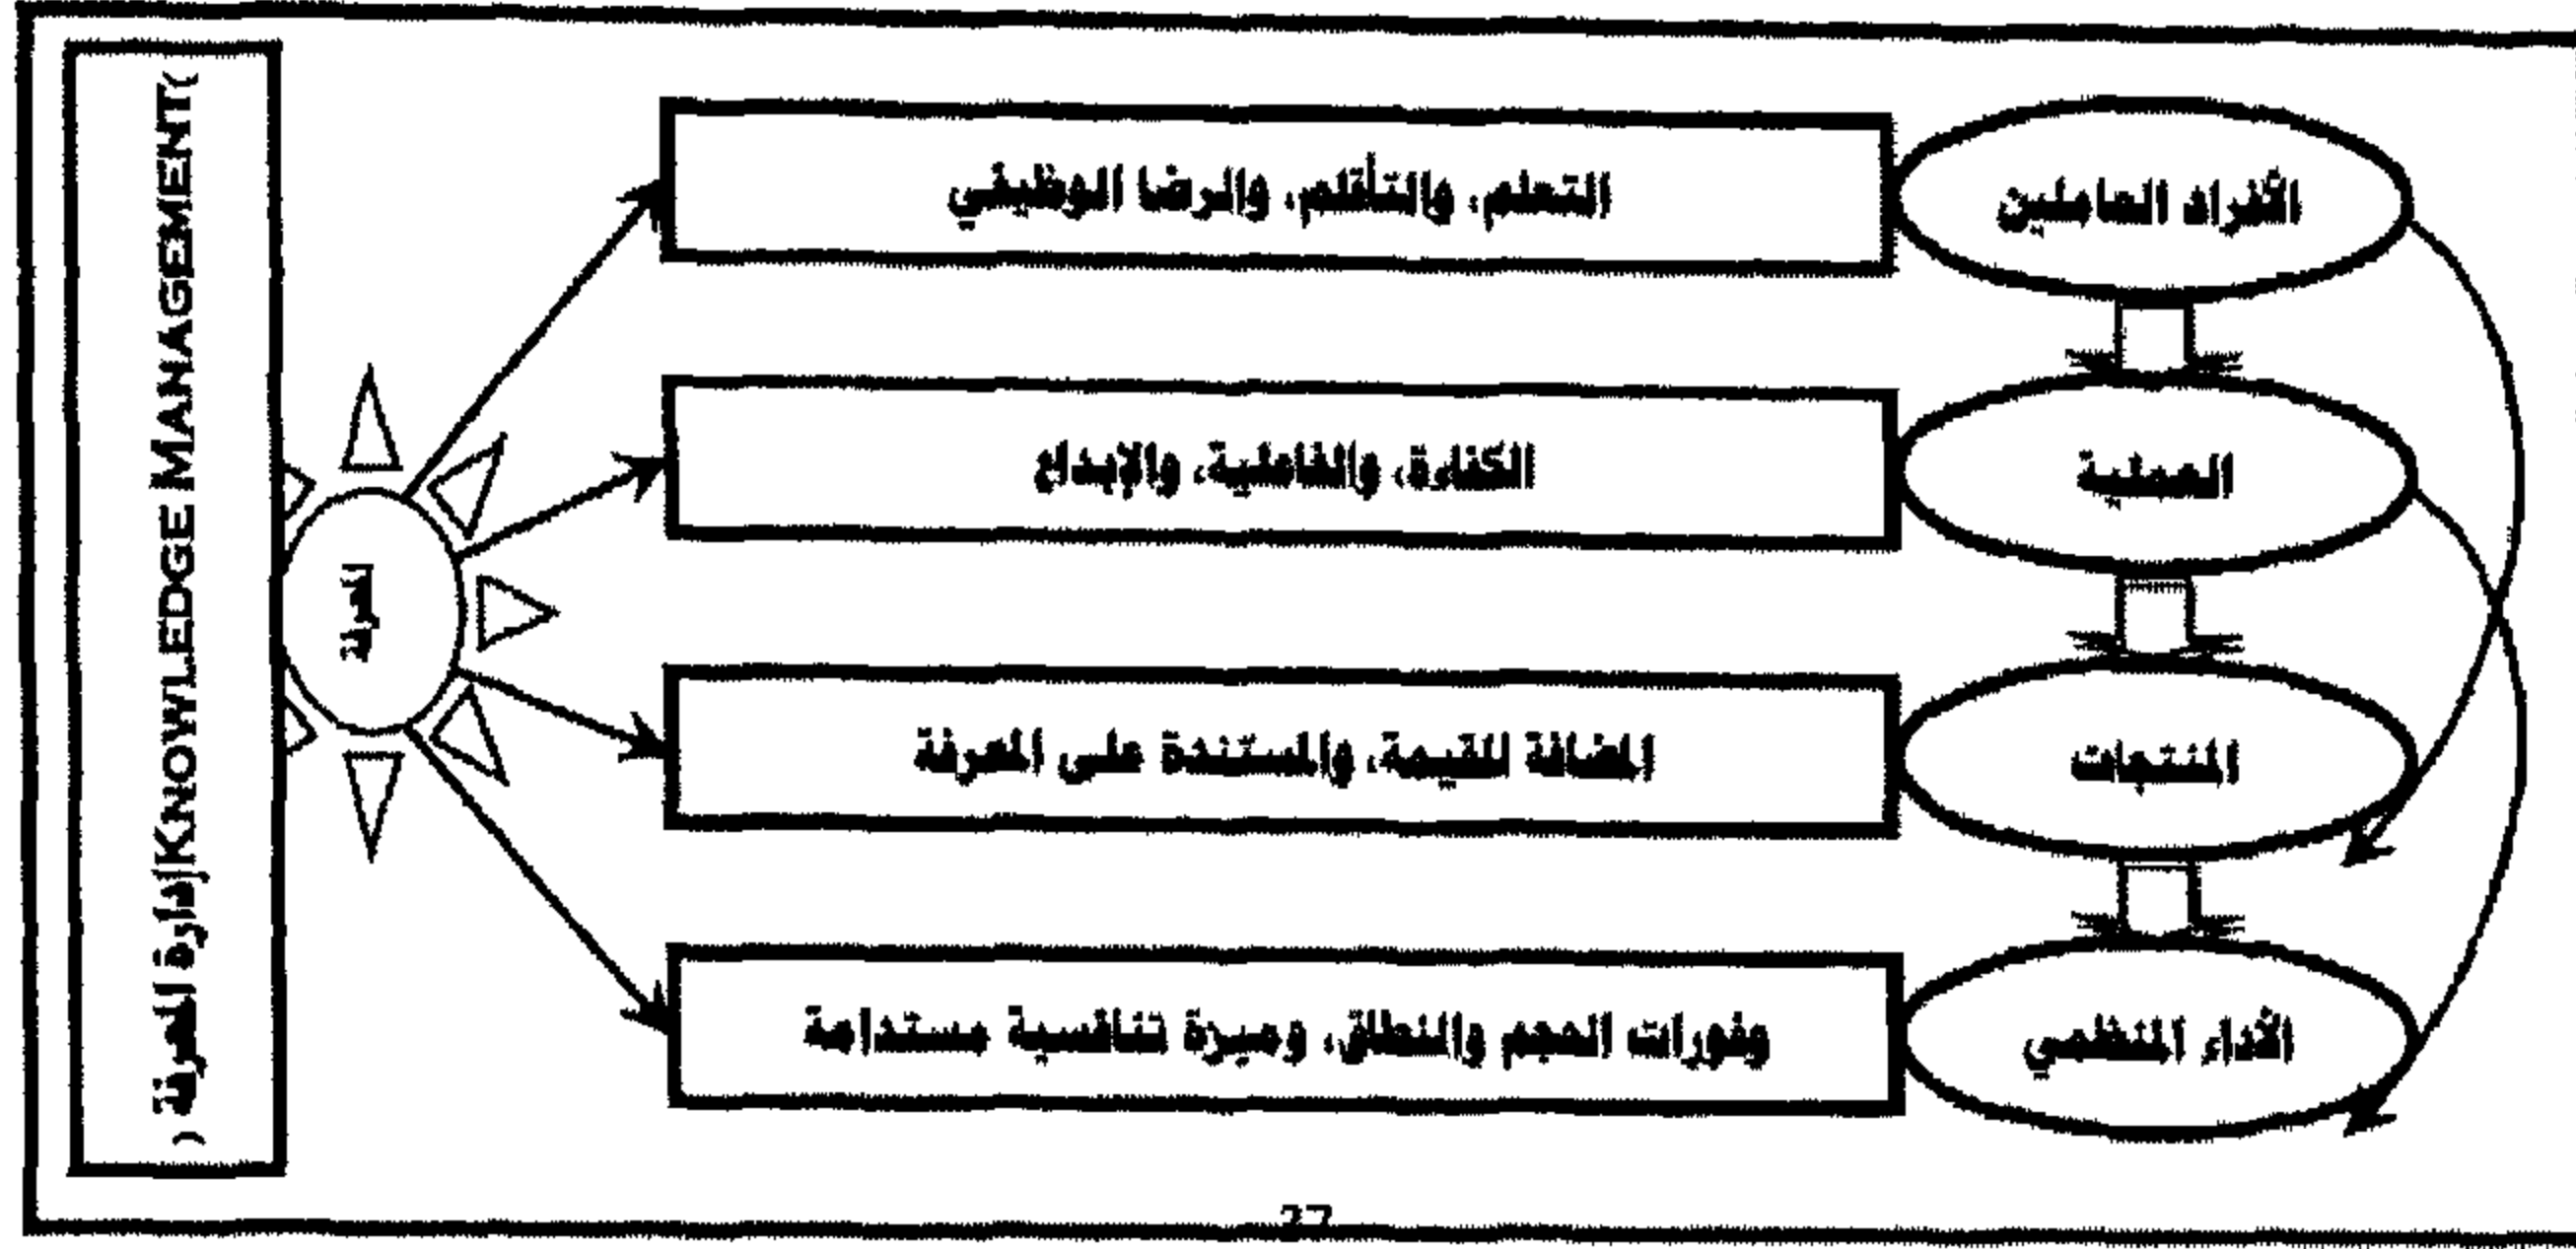 إدارة المعرفة (KNOWLEDGE MANAGEMENT)
المعرفة
الأفراد العاملين
التعلم، والتأقلم، والرضا الوظيفي
العملية
الكفاءة، والفاعلية، والإبداع
المنتجات
المضافة للقيمة، والمستندة على المعرفة
الأداء المنظمي
وفورات الحجم والنطاق، وميزة تنافسية مستدامة